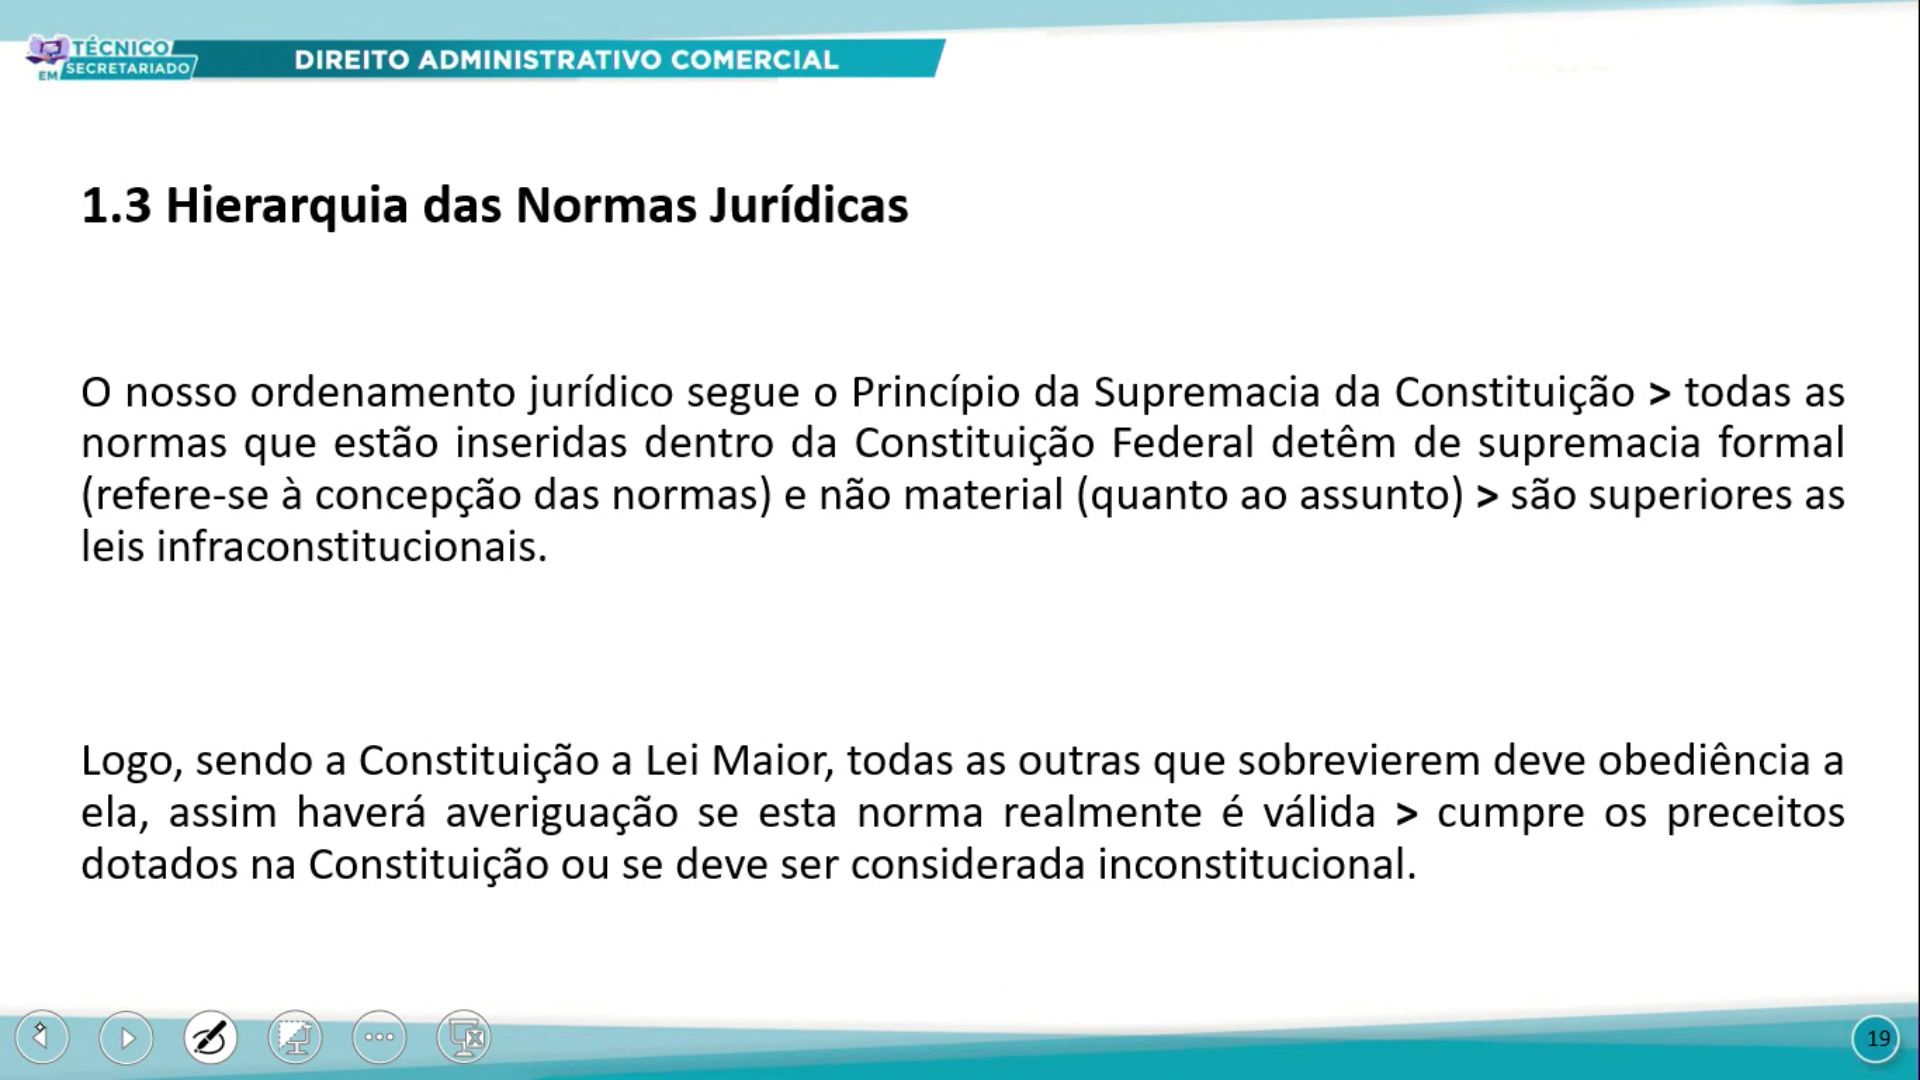 TÉCNICO
EM SECRETARIADO
DIREITO ADMINISTRATIVO COMERCIAL
1.3 Hierarquia das Normas Jurídicas
O nosso ordenamento jurídico segue o Princípio da Supremacia da Constituição > todas as
normas que estão inseridas dentro da Constituição Federal detêm de supremacia formal
(refere-se à concepção das normas) e não material (quanto ao assunto) > são superiores as
leis infraconstitucionais.
Logo, sendo a Constituição a Lei Maior, todas as outras que sobrevierem deve obediência a
ela, assim haverá averiguação se esta norma realmente é válida > cumpre os preceitos
dotados na Constituição ou se deve ser considerada inconstitucional.
19